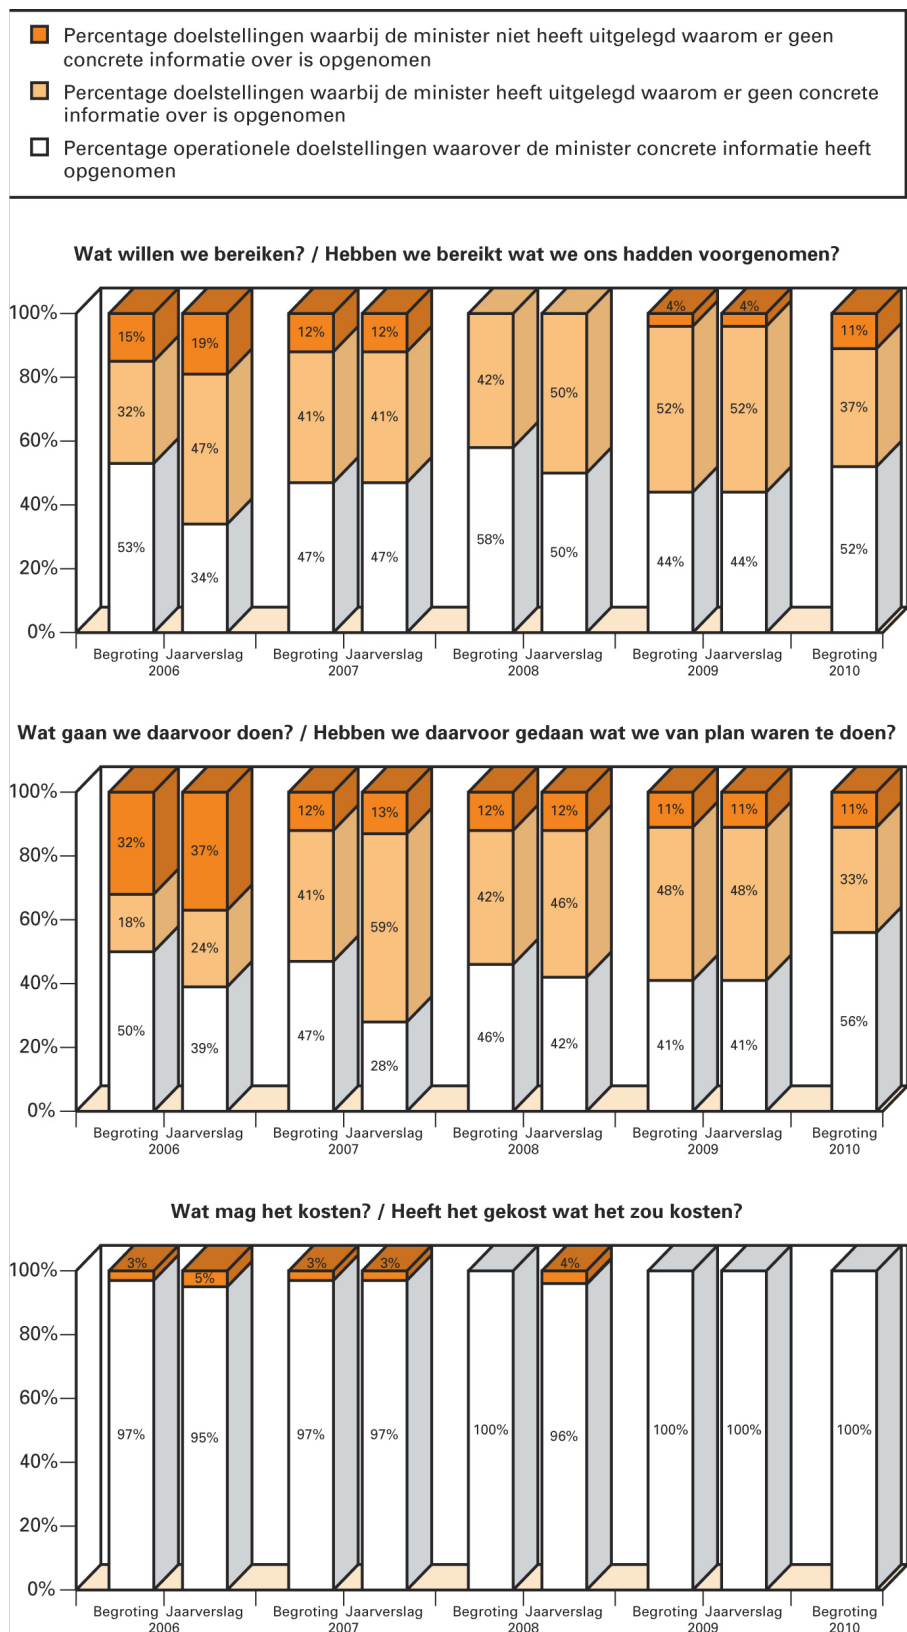 Percentage doelstellingen waarbij de minister niet heeft uitgelegd waarom er geen
concrete informatie over is opgenomen
Percentage doelstellingen waarbij de minister heeft uitgelegd waarom er geen concrete
informatie over is opgenomen
Percentage operationele doelstellingen waarover de minister concrete informatie heeft
opgenomen
Wat willen we bereiken? / Hebben we bereikt wat we ons hadden voorgenomen?
4% 4%
100%
15% 19% 12% 12% 11%
80%
32% 47% 41% 41% 42% 50% 52% 52% 37%
60%
40%
53% 34% 47% 47% 58% 50% 44% 44% 52%
20%
0%
Begroting Jaarverslag Begroting Jaarverslag Begroting Jaarverslag Begroting Jaarverslag Begroting
2006 2007 2008 2009 2010
Wat gaan we daarvoor doen? / Hebben we daarvoor gedaan wat we van plan waren te doen?
100%
32% 37% 12% 13% 12% 12% 11% 11% 11%
80%
18% 24% 41% 59% 42% 46% 48% 48% 33%
60%
40%
50% 39% 47% 28% 46% 42% 41% 41% 56%
20%
0%
Begroting Jaarverslag Begroting Jaarverslag Begroting Jaarverslag Begroting Jaarverslag Begroting
2006 2007 2008 2009 2010
Wat mag het kosten? / Heeft het gekost wat het zou kosten?
3% 5% 3% 3% 4%
100%
80%
60%
40%
97% 95% 97% 97% 100% 96% 100% 100% 100%
20%
0%
Begroting Jaarverslag Begroting Jaarverslag Begroting Jaarverslag Begroting Jaarverslag Begroting
2006 2007 2008 2009 2010